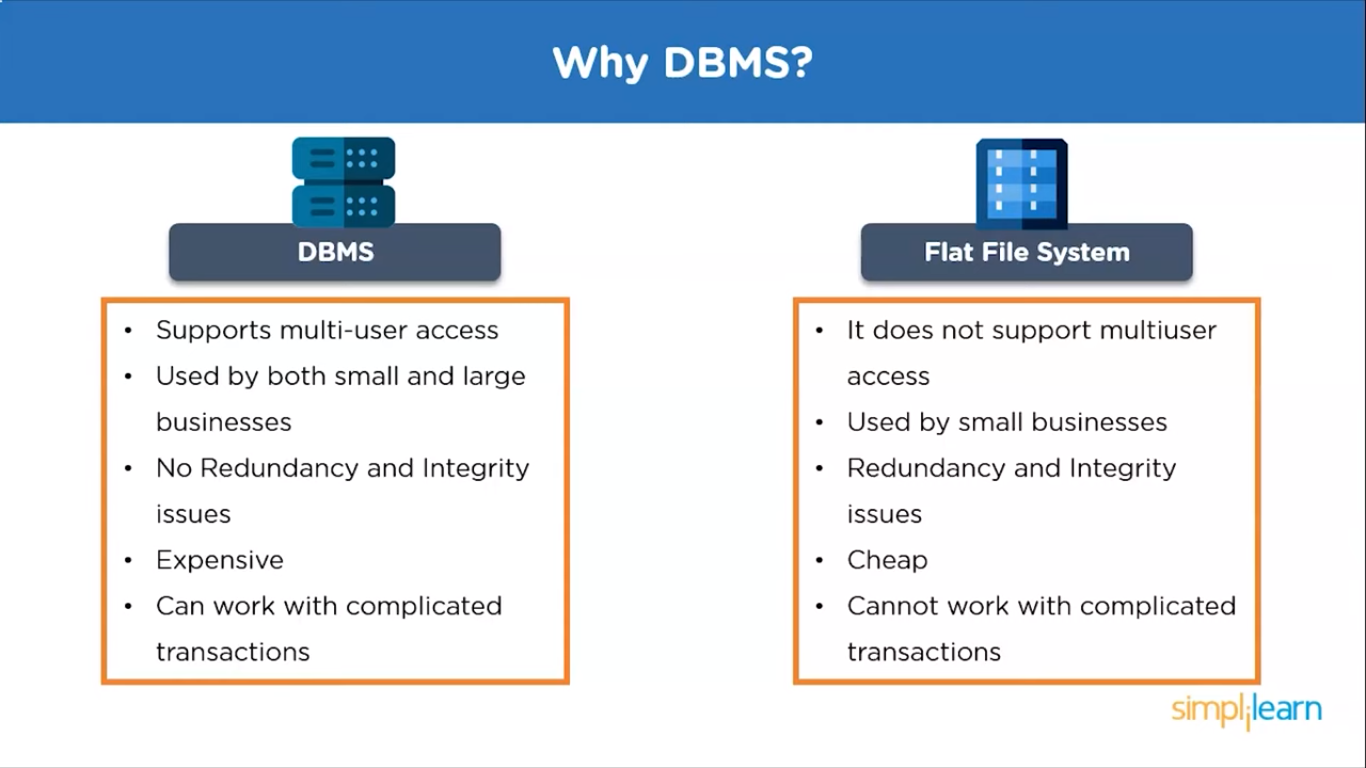 Why DBMS?
DBMS
• Supports multi-user access
• Used by both small and large
businesses
• No Redundancy and Integrity
issues
• Expensive
• Can work with complicated
transactions
Flat File System
• It does not support multiuser
access
• Used by small businesses
• Redundancy and Integrity
issues
• Cheap
• Cannot work with complicated
transactions
simplilearn